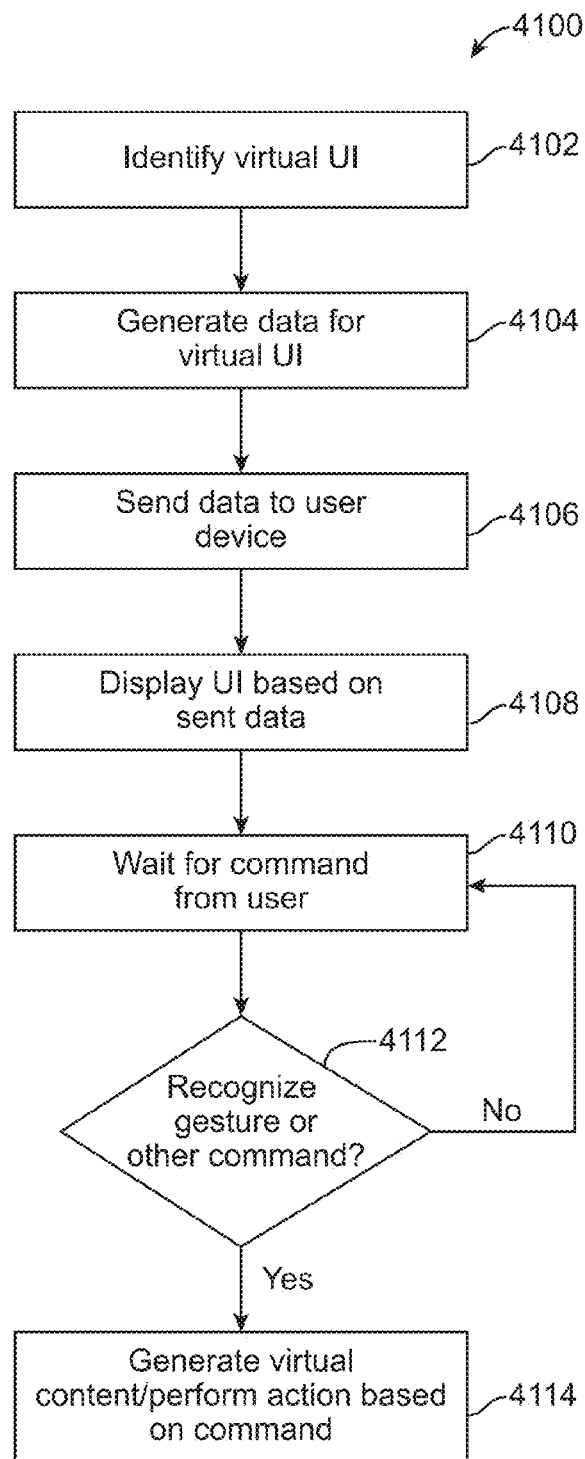 4100
Identify virtual UI
4102
Generate data for
virtual UI
4104
Send data to user
device
4106
Display UI based on
sent data
4108
4110
Wait for command
from user
4112
Recognize
gesture or
other command?
No
Yes
Generate virtual
content/perform action based
on command
4114